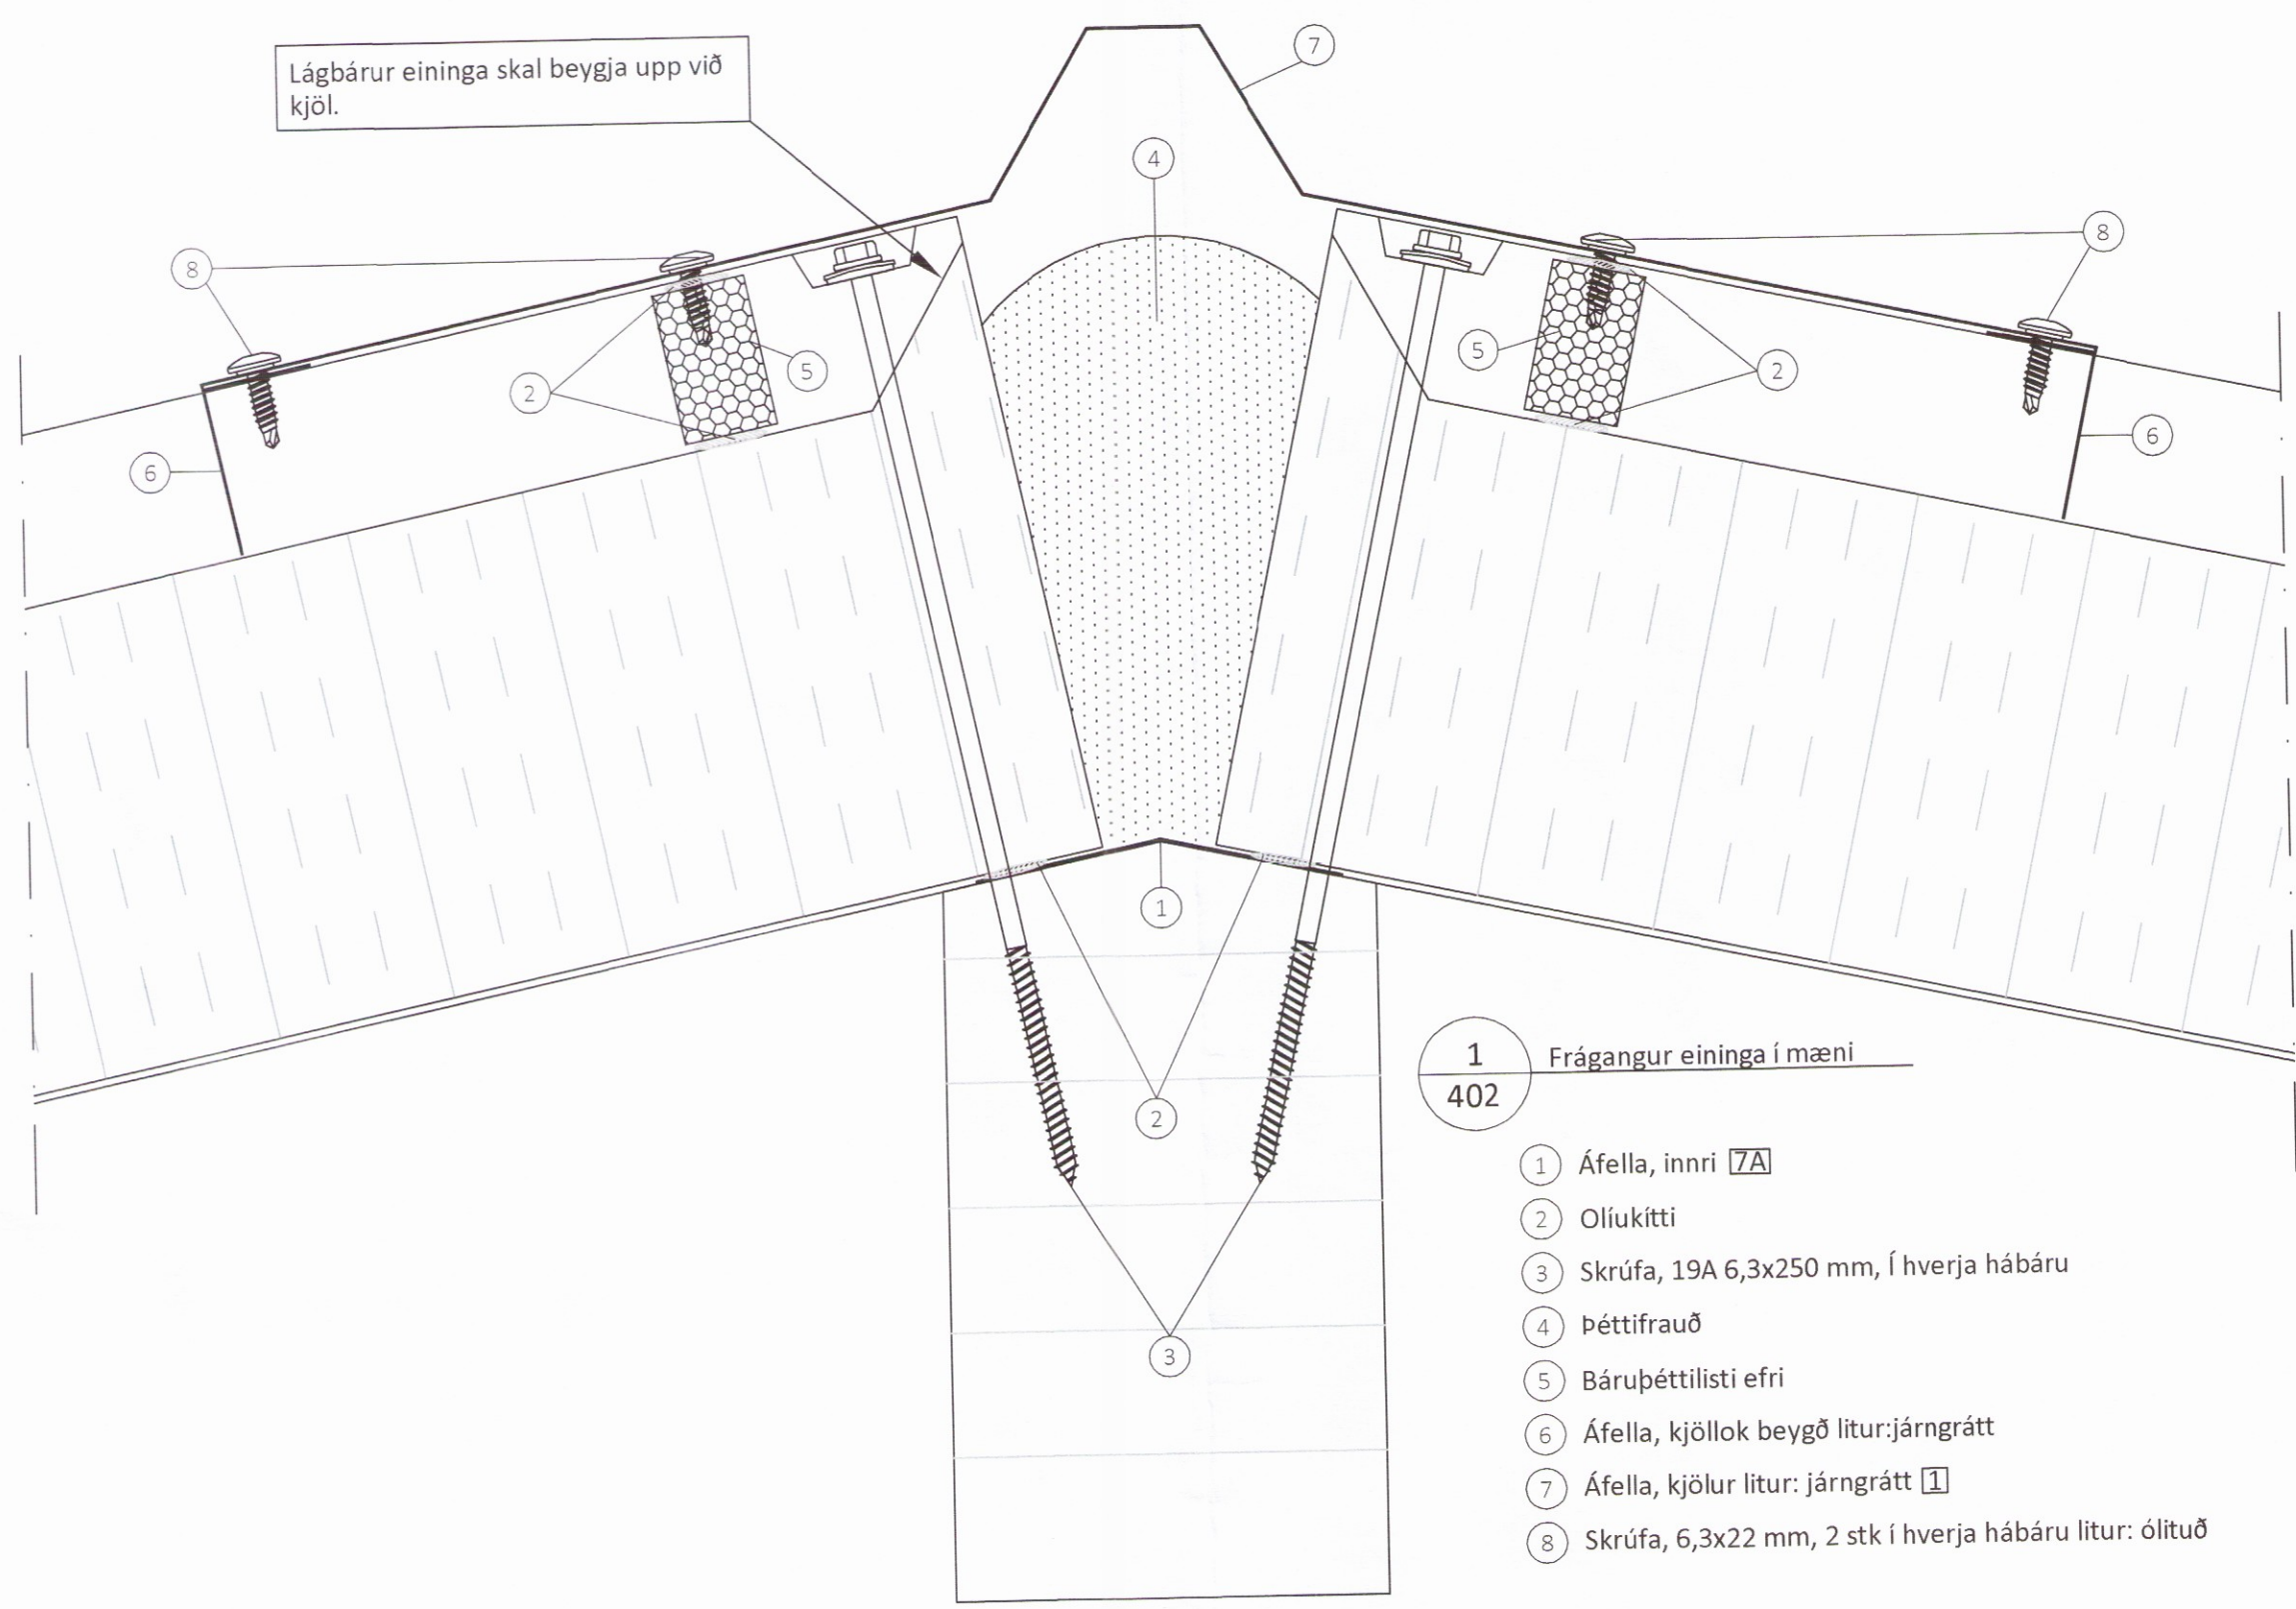 Lágbárur eininga skal beygja upp við
kjöl.
7
4
8
8
5
5
2
2
6
6
1
2
3
1
402
Frágangur eininga í mæni
1 Áfella, innri 7A
2 Olíukítti
3 Skrúfa, 19A 6,3x250 mm, Í hverja hábáru
4 Þéttifrauð
5 Báruþéttilisti efri
6 Áfella, kjöllok beygð litur:járngrátt
7 Áfella, kjölur litur: járngrátt 1
8 Skrúfa, 6,3x22 mm, 2 stk í hverja hábáru litur: ólituð